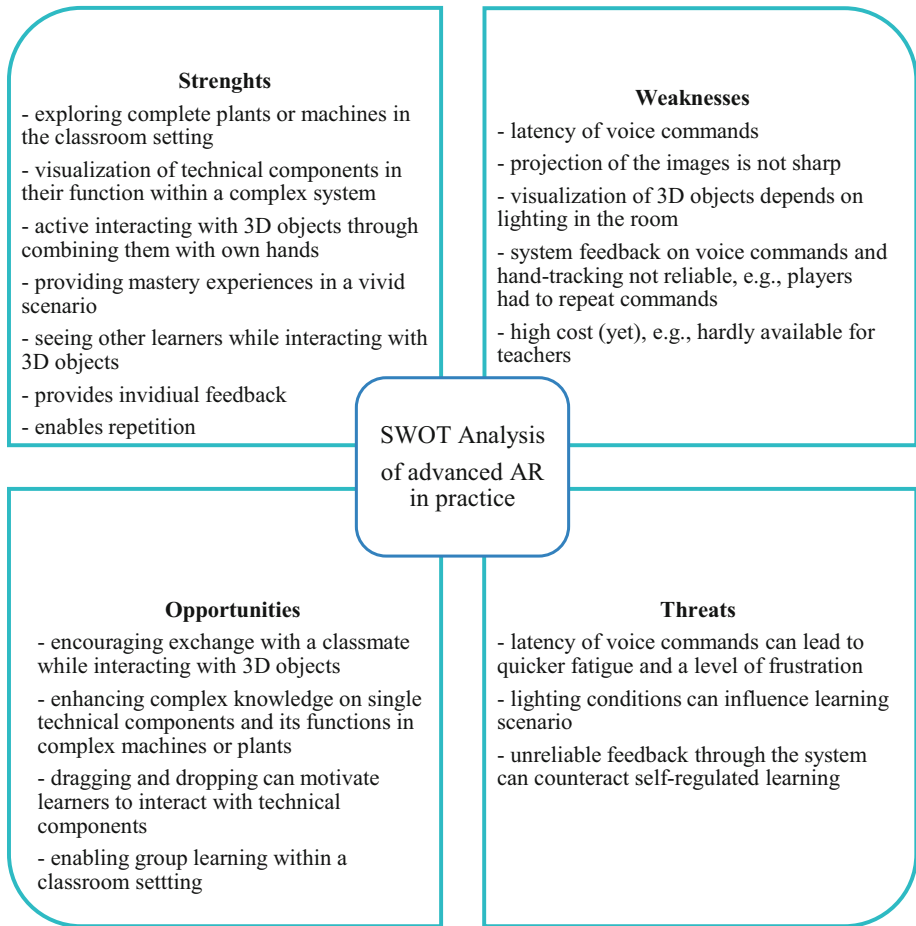 Strenghts
- exploring complete plants or machines in
the classroom setting
- visualization of technical components in
their function within a complex system
- active interacting with 3D objects through
combining them with own hands
- providing mastery experiences in a vivid
scenario
- seeing other learners while interacting with
3D objects
- provides invidiual feedback
- enables repetition
Weaknesses
- latency of voice commands
- projection of the images is not sharp
- visualization of 3D objects depends on
lighting in the room
- system feedback on voice commands and
hand-tracking not reliable, e.g., players
had to repeat commands
- high cost (yet), e.g., hardly available for
teachers
SWOT Analysis
of advanced AR
in practice
Opportunities
- encouraging exchange with a classmate
while interacting with 3D objects
- enhancing complex knowledge on single
technical components and its functions in
complex machines or plants
- dragging and dropping can motivate
learners to interact with technical
components
- enabling group learning within a
classroom settting
Threats
- latency of voice commands can lead to
quicker fatigue and a level of frustration
- lighting conditions can influence learning
scenario
- unreliable feedback through the system
can counteract self-regulated learning